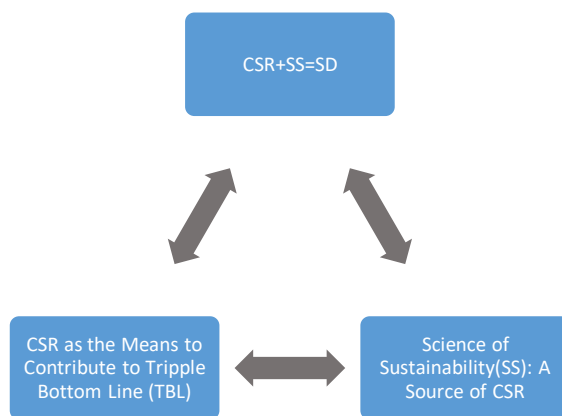 CSR+SS=SD
CSR as the Means to
Contribute to Tripple
Bottom Line (TBL)
Science of
Sustainability(SS): A
Source of CSR